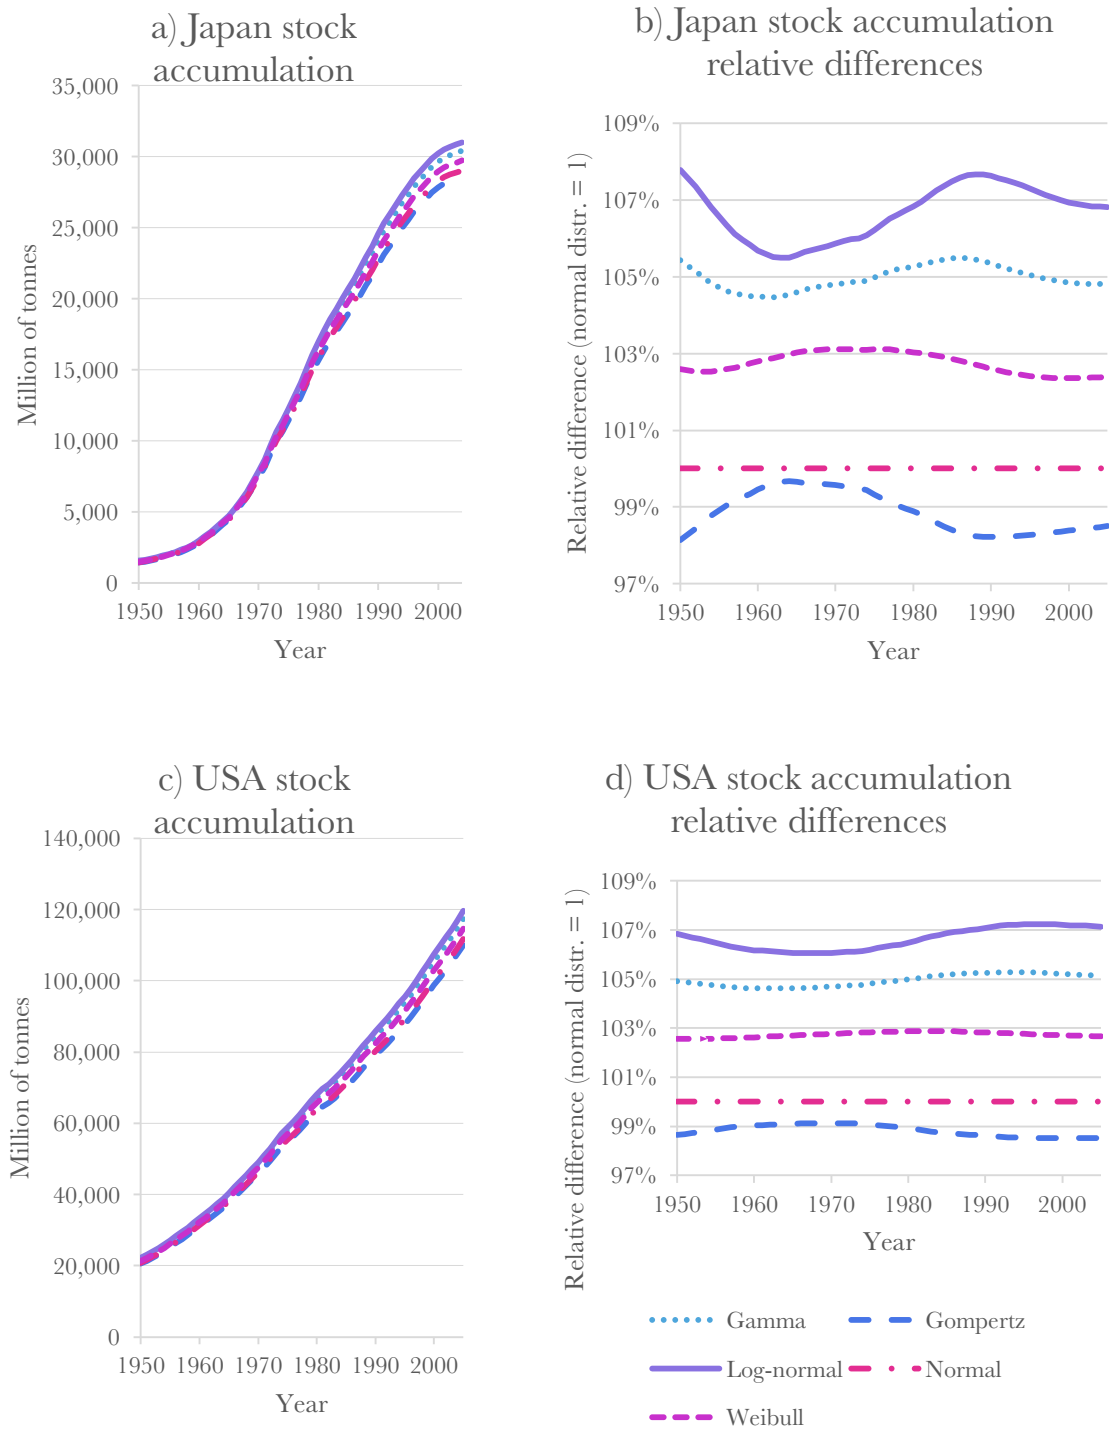 a) Japan stock
accumulation
35,000
30,000
25,000
20,000
15,000
10,000
5,000
0
Million of tonnes
1950 1960 1970 1980 1990 2000
Year
b) Japan stock accumulation
relative differences
109%
107%
105%
103%
101%
99%
97%
Relative difference (normal distr. = 1)
1950 1960 1970 1980 1990 2000
Year
c) USA stock
accumulation
140,000
120,000
100,000
80,000
60,000
40,000
20,000
0
Million of tonnes
1950 1960 1970 1980 1990 2000
Year
d) USA stock accumulation
relative differences
109%
107%
105%
103%
101%
99%
97%
Relative difference (normal distr. = 1)
1950 1960 1970 1980 1990 2000
Year
Gamma Gompertz
Log-normal Normal
Weibull